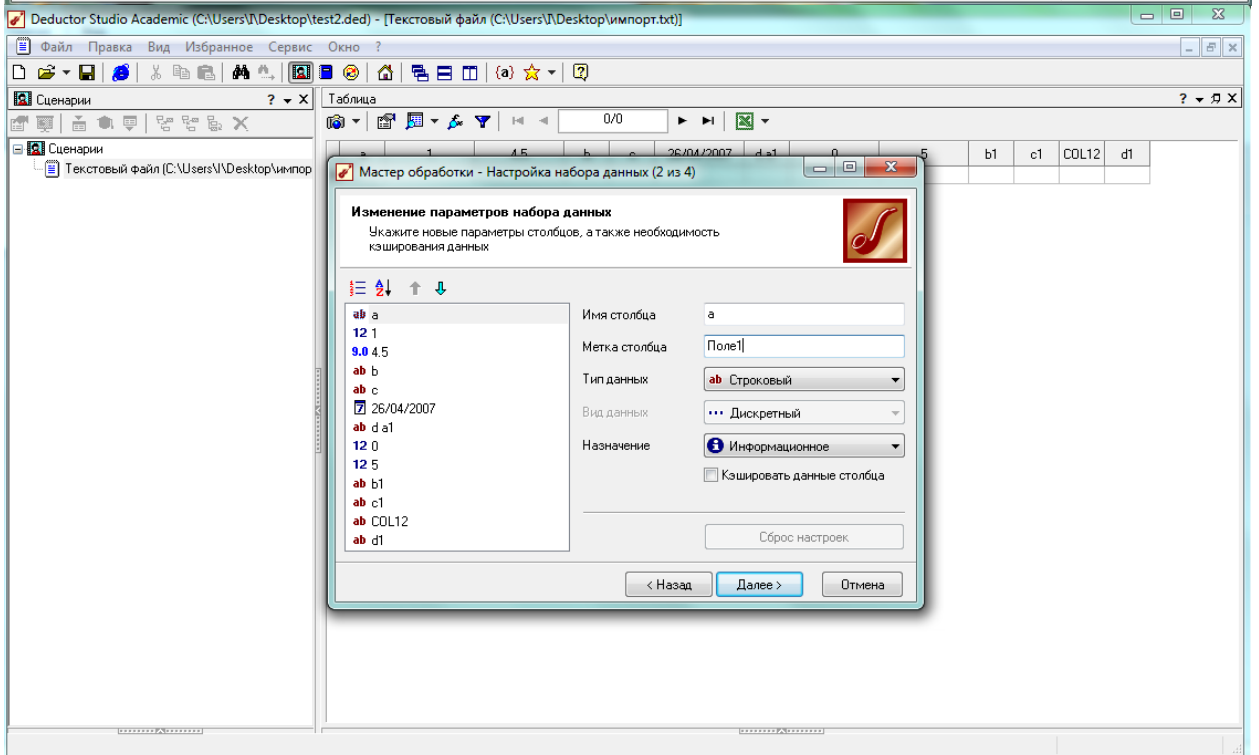 Deductor Studio Academic (C:\Users\I\Desktop\test2.ded) - [Текстовый файл (C:\Users\I\Desktop\импорт.txt)]
Файл Правка Вид Избранное Сервис Окно ?
Сценарии ?
Таблица ?
0/0
Сценарии
Текстовый файл (C:\Users\I\Desktop\импор
a 1 4.5 b c 26/04/2007 d a1 0 5 b1 c1 COL12 d1
Мастер обработки - Настройка набора данных (2 из 4)
Изменение параметров набора данных
Укажите новые параметры столбцов, а также необходимость
кэширования данных
ab a
12 1
9.0 4.5
ab b
ab c
7 26/04/2007
ab d a1
12 0
12 5
ab b1
ab c1
ab COL12
ab d1
Имя столбца a
Метка столбца Поле1
Тип данных ab Строковый
Вид данных Дискретный
Назначение Информационное
Кэшировать данные столбца
Сброс настроек
< Назад Далее > Отмена